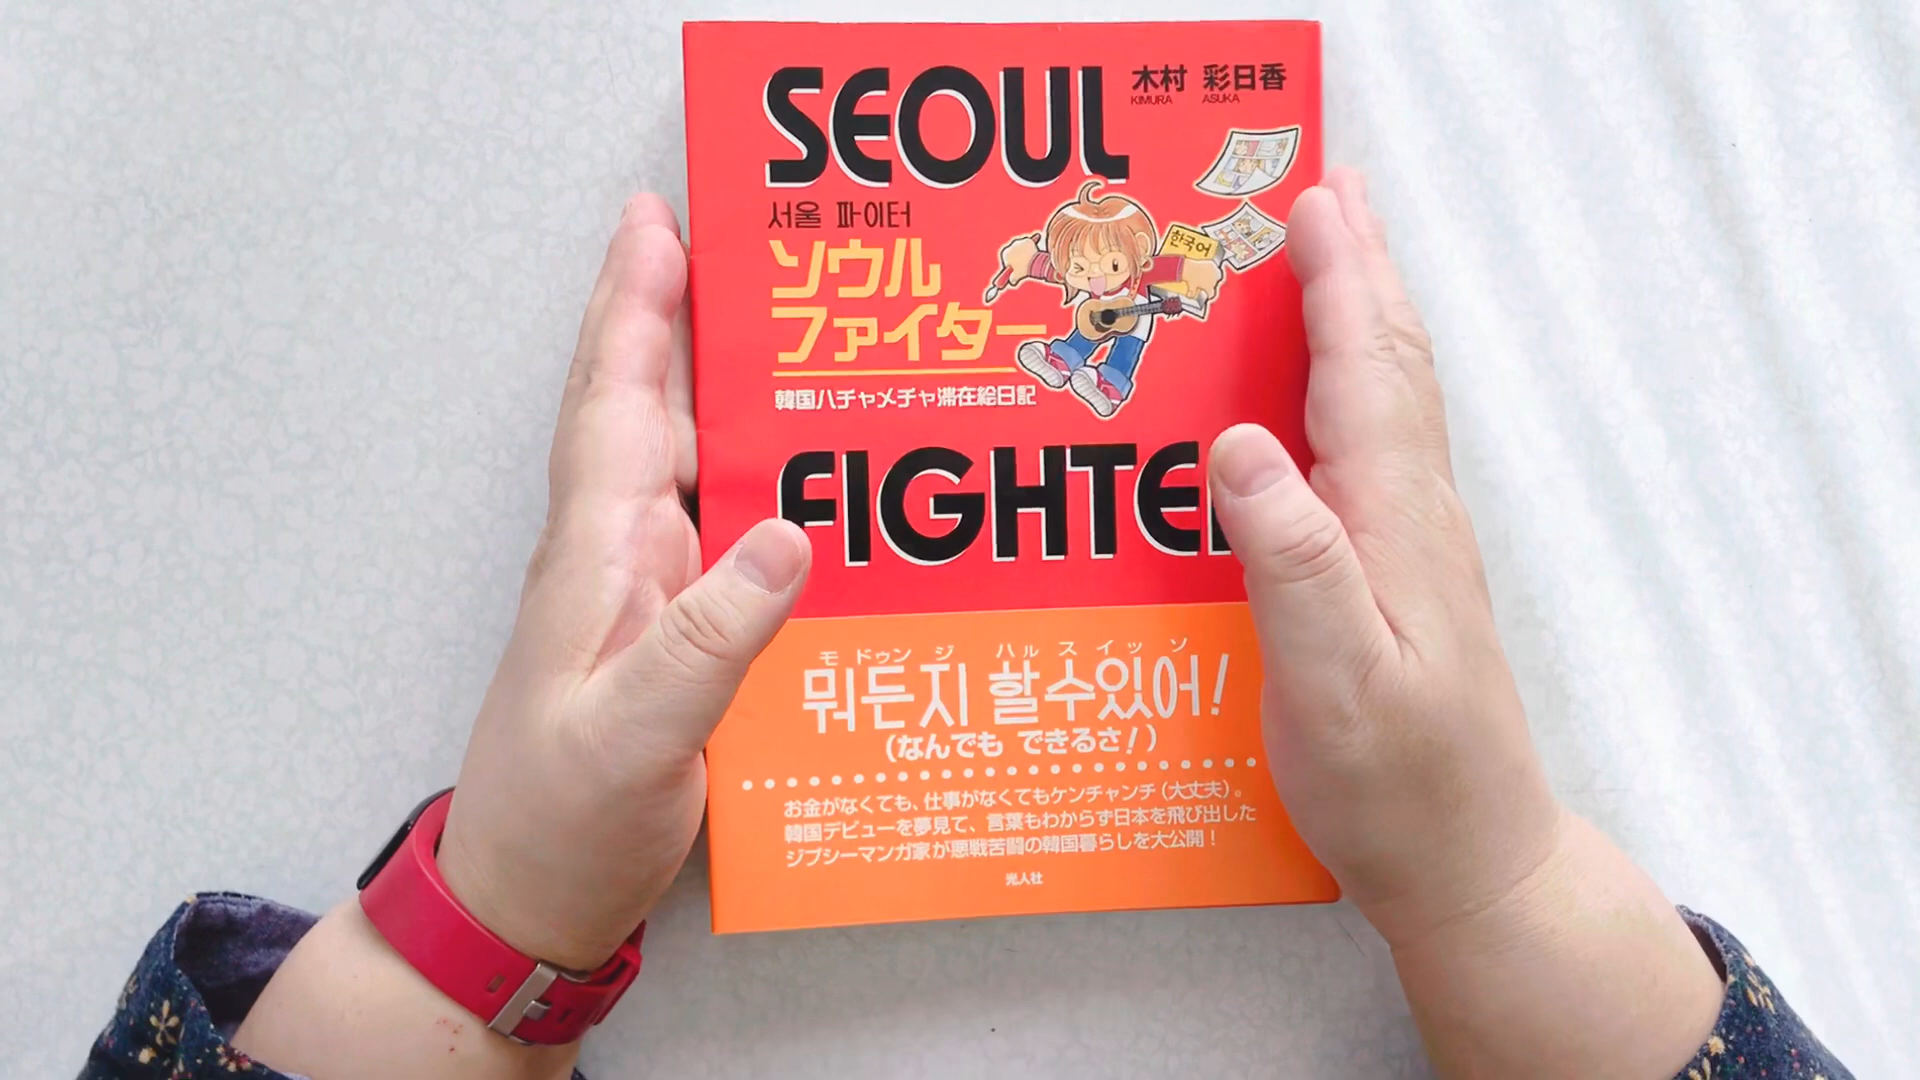 SEOUL
木村 彩日香
KIMURA ASUKA
서울 파이터
한국어
ソウル
ファイター
韓国ハチャメチャ滞在絵日記
FIGHTE
モ ドゥン ジ ハル ス イッ ソ
뭐든지 할수있어!
(なんでも できるさ!)
お金がなくても、仕事がなくてもケンチャンチ(大丈夫)。
韓国デビューを夢見て、言葉もわからず日本を飛び出した
ジプシーマンガ家が悪戦苦闘の韓国暮らしを大公開!
光人社